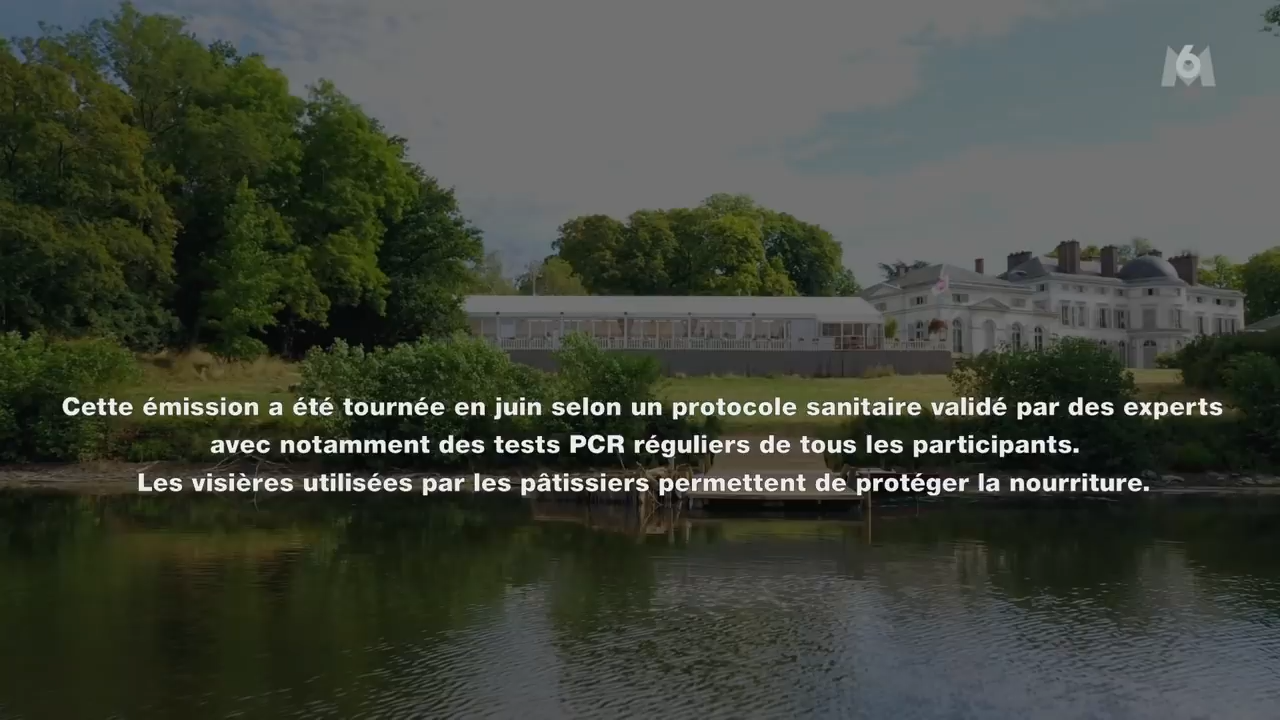 M6
Cette émission a été tournée en juin selon un protocole sanitaire validé par des experts
avec notamment des tests PCR réguliers de tous les participants.
Les visières utilisées par les pâtissiers permettent de protéger la nourriture.